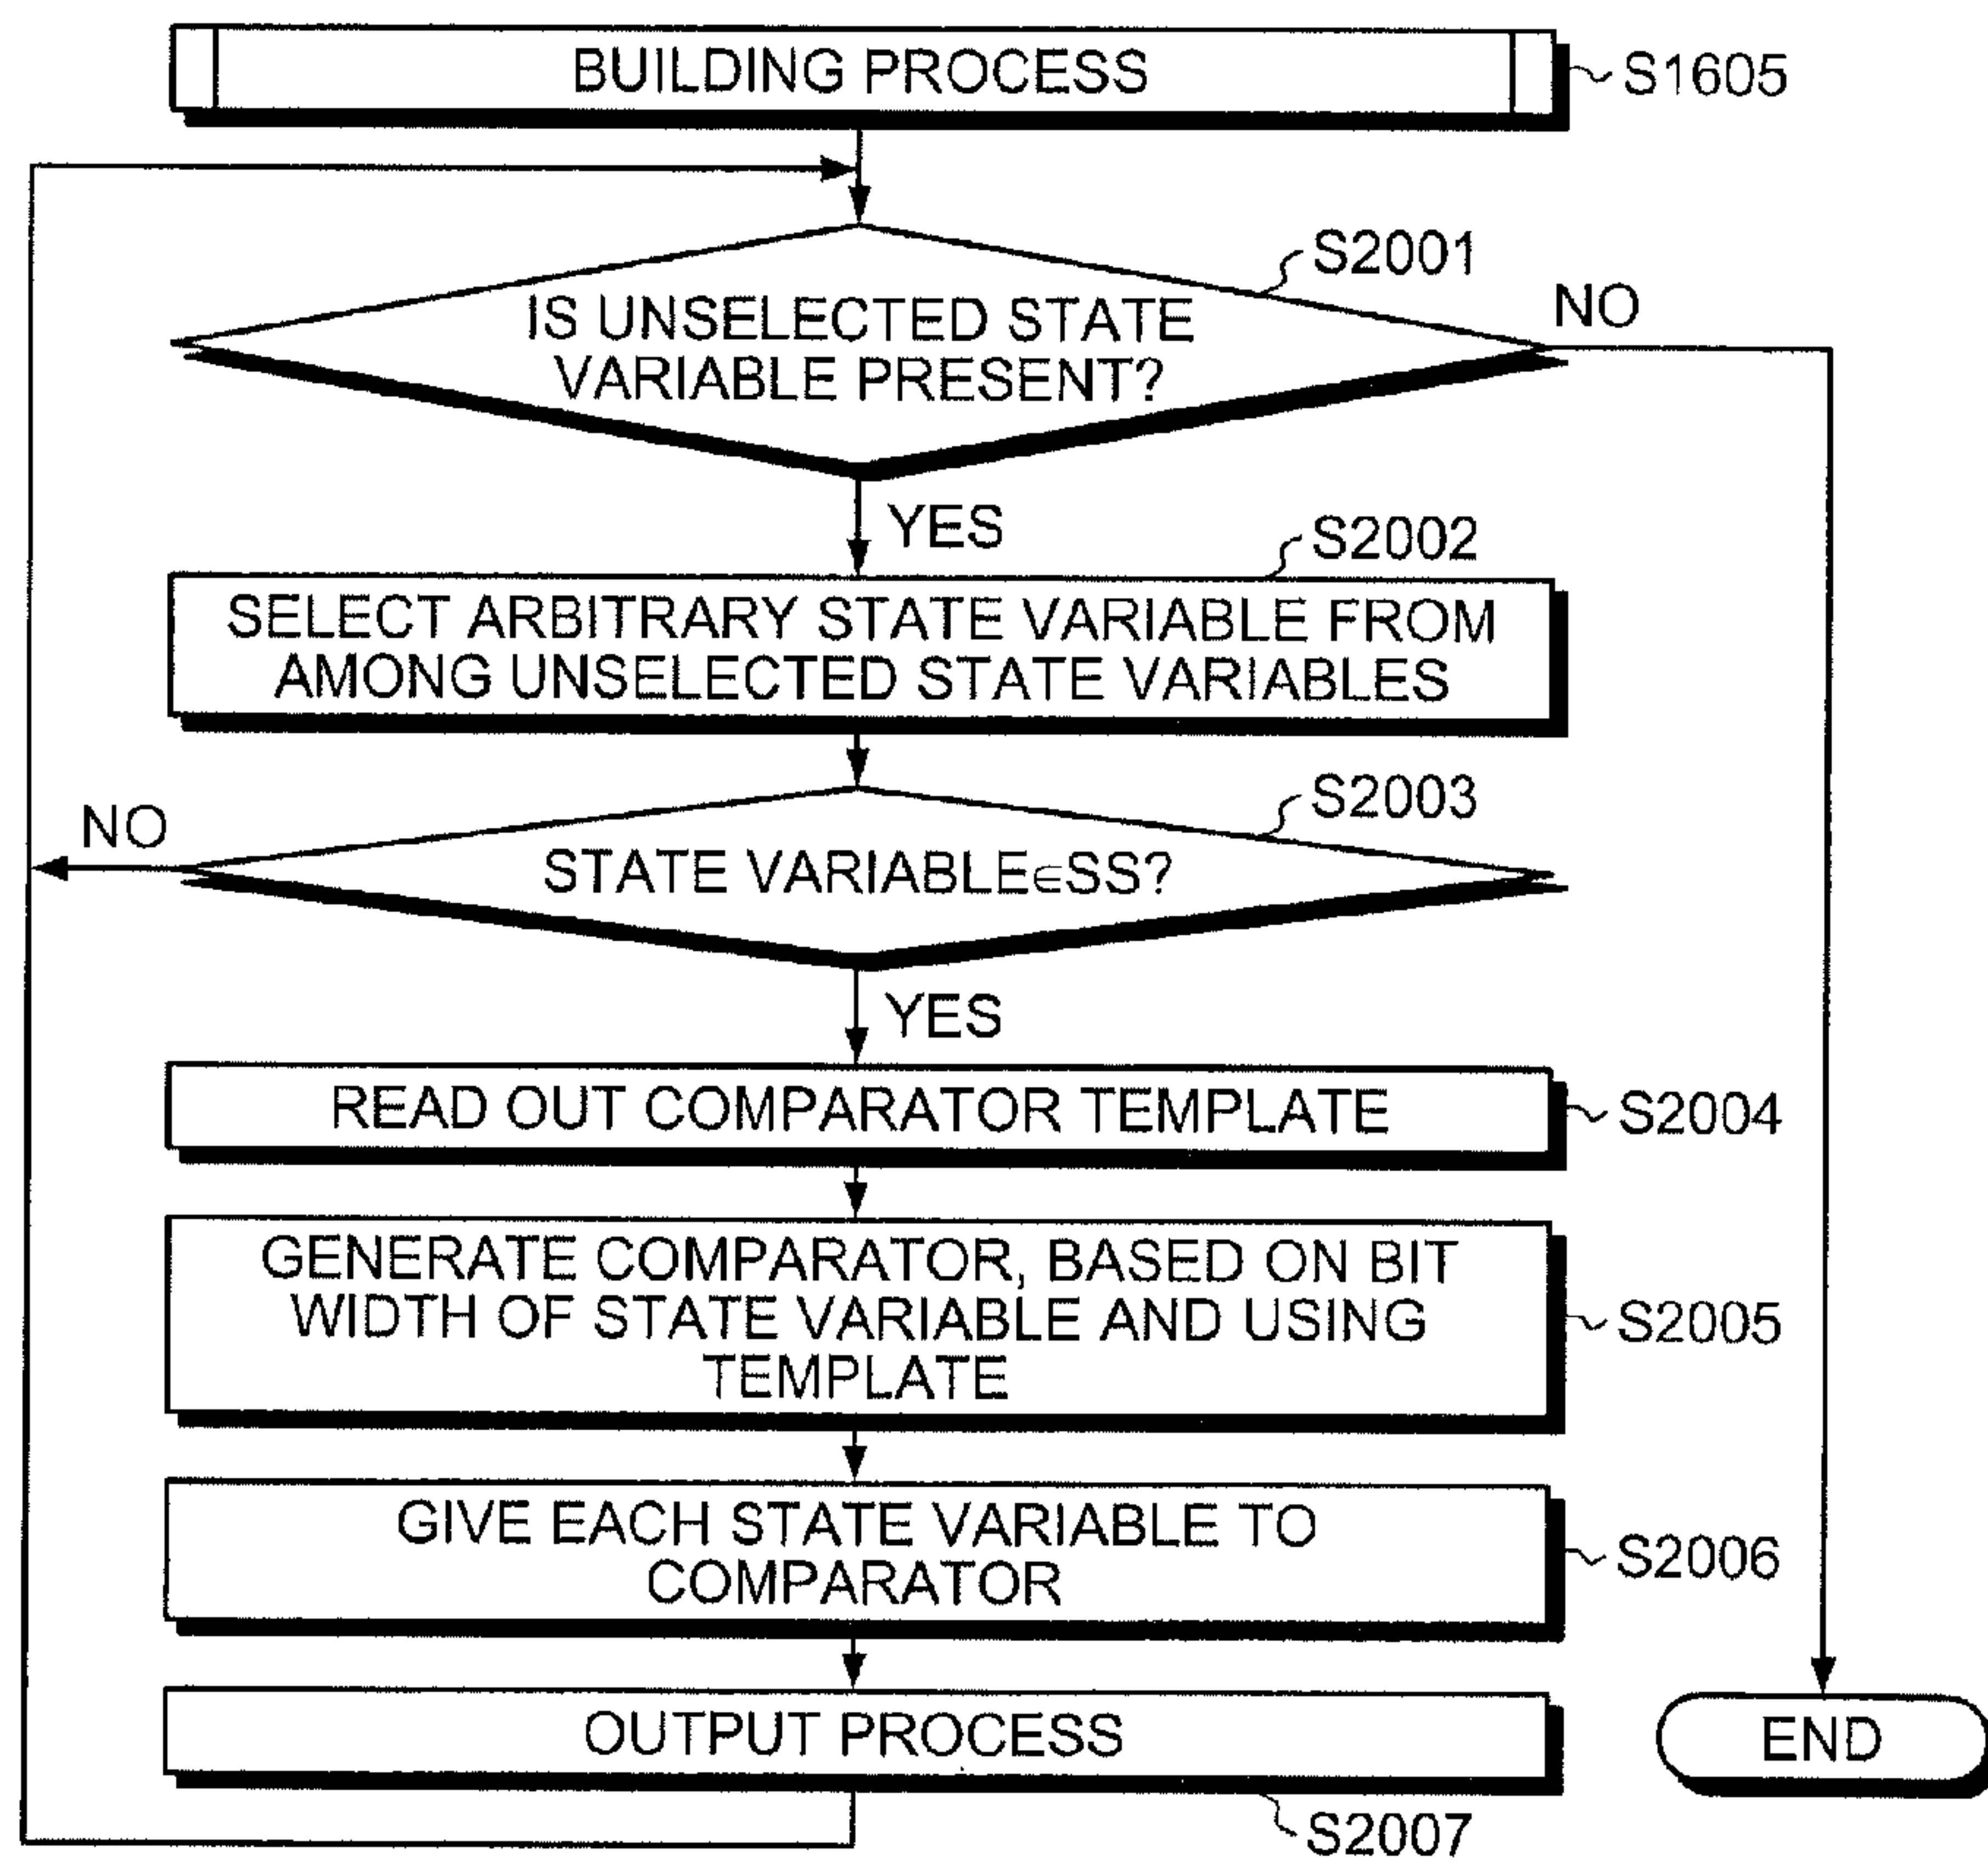 BUILDING PROCESS
S1605
S2001
NO
IS UNSELECTED STATE
VARIABLE PRESENT?
YES
S2002
SELECT ARBITRARY STATE VARIABLE FROM
AMONG UNSELECTED STATE VARIABLES
S2003
NO
STATE VARIABLE∈SS?
YES
READ OUT COMPARATOR TEMPLATE
S2004
GENERATE COMPARATOR, BASED ON BIT
WIDTH OF STATE VARIABLE AND USING
TEMPLATE
S2005
GIVE EACH STATE VARIABLE TO
COMPARATOR
S2006
OUTPUT PROCESS
END
S2007